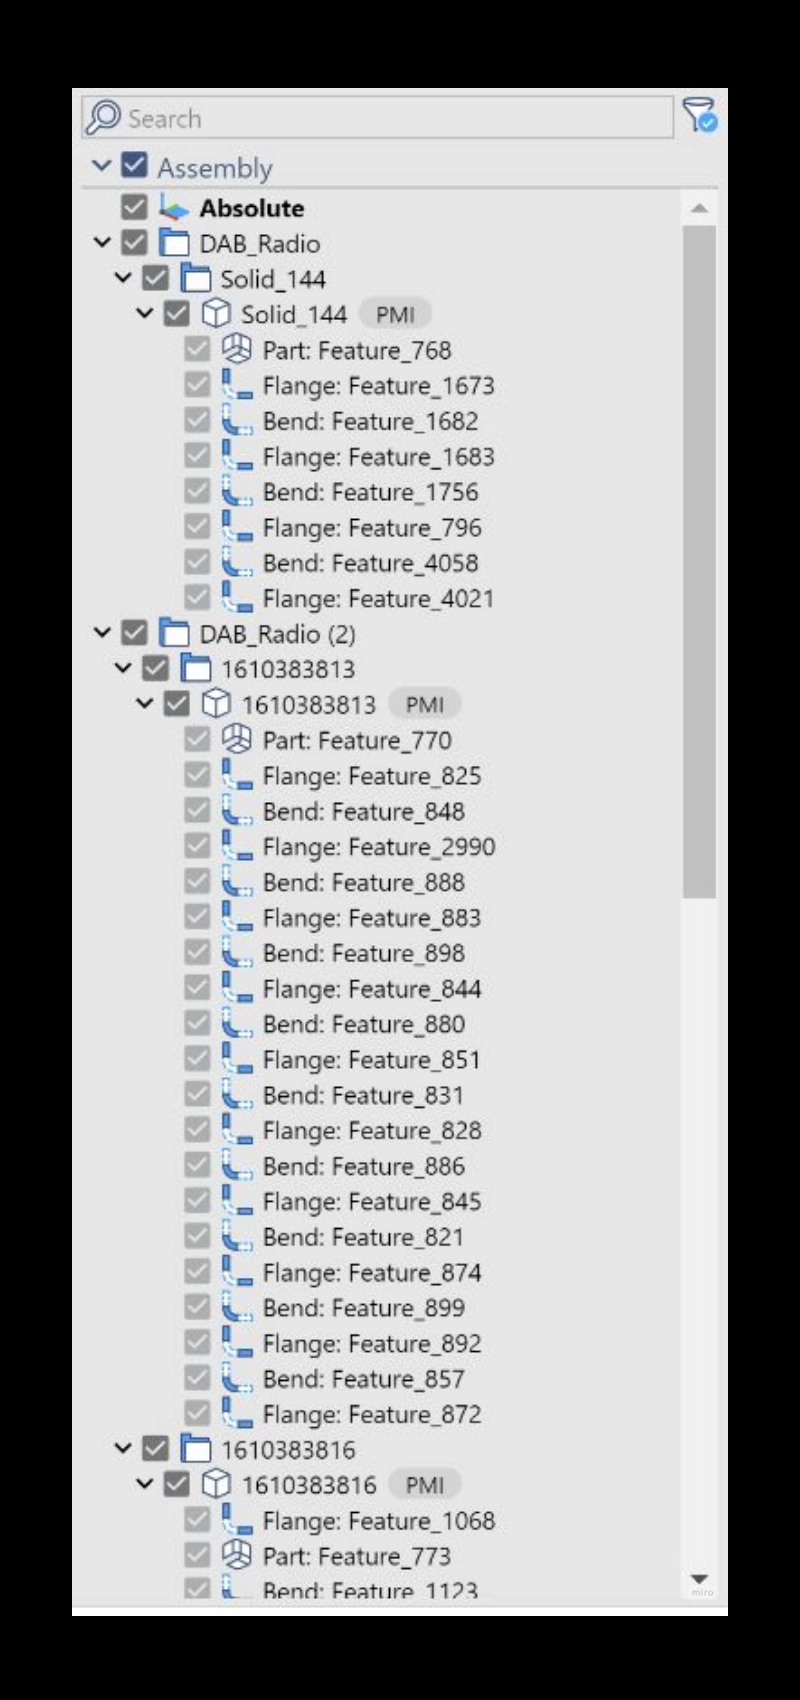 Search
Assembly
Absolute
DAB_Radio
Solid_144
Solid_144 PMI
Part: Feature_768
Flange: Feature_1673
Bend: Feature_1682
Flange: Feature_1683
Bend: Feature_1756
Flange: Feature_796
Bend: Feature_4058
Flange: Feature_4021
DAB_Radio (2)
1610383813
1610383813 PMI
Part: Feature_770
Flange: Feature_825
Bend: Feature_848
Flange: Feature_2990
Bend: Feature_888
Flange: Feature_883
Bend: Feature_898
Flange: Feature_844
Bend: Feature_880
Flange: Feature_851
Bend: Feature_831
Flange: Feature_828
Bend: Feature_886
Flange: Feature_845
Bend: Feature_821
Flange: Feature_874
Bend: Feature_899
Flange: Feature_892
Bend: Feature_857
Flange: Feature_872
1610383816
1610383816 PMI
Flange: Feature_1068
Part: Feature_773
Bend: Feature_1123
miro